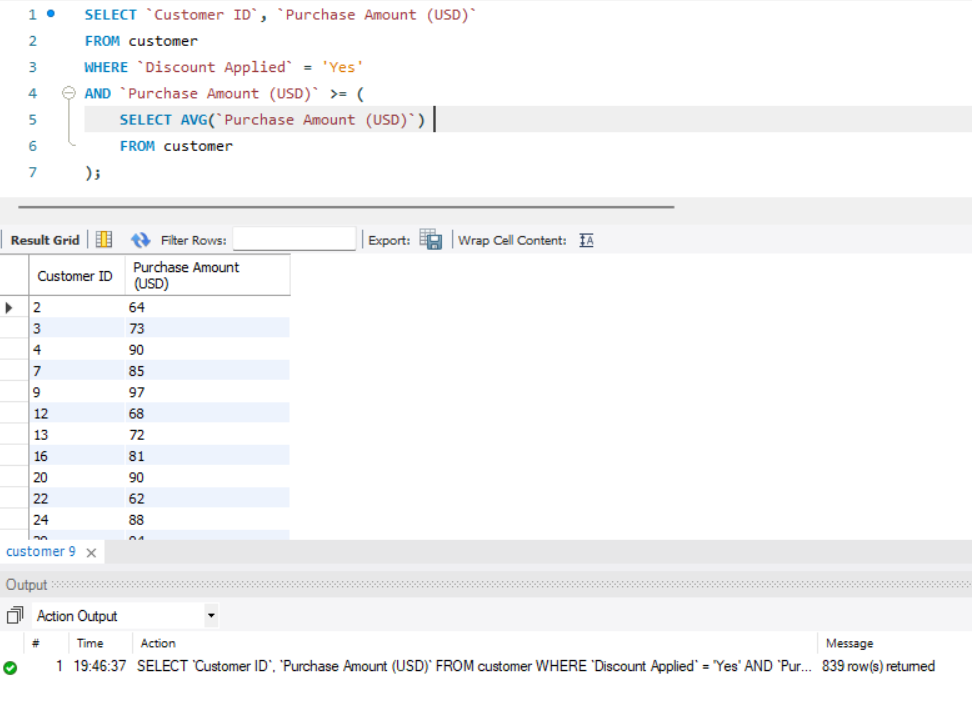 1 SELECT `Customer ID`, `Purchase Amount (USD)`
2 FROM customer
3 WHERE `Discount Applied` = 'Yes'
4 AND `Purchase Amount (USD)` >= (
5 SELECT AVG(`Purchase Amount (USD)`)
6 FROM customer
7 );
Result Grid Filter Rows: Export: Wrap Cell Content: IA
Customer ID Purchase Amount (USD)
2 64
3 73
4 90
7 85
9 97
12 68
13 72
16 81
20 90
22 62
24 88
customer 9 ×
Output
Action Output
# Time Action Message
1 19:46:37 SELECT `Customer ID`, `Purchase Amount (USD)` FROM customer WHERE `Discount Applied` = 'Yes' AND `Pur... 839 row(s) returned